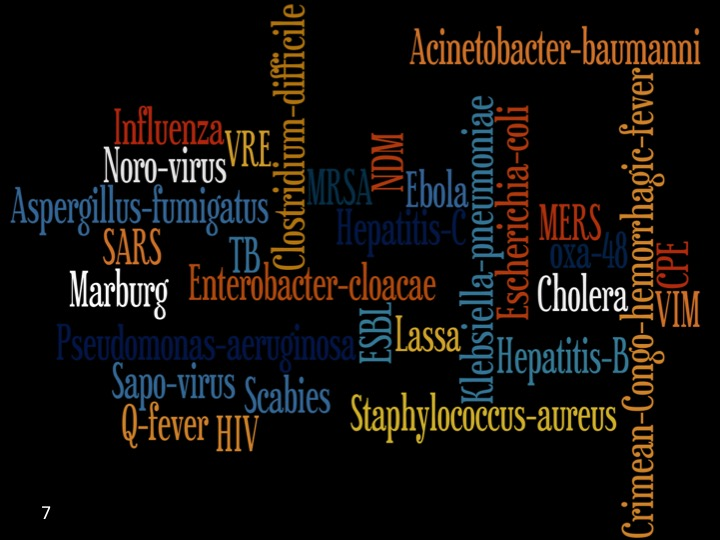 Acinetobacter-baumanni
Clostridium-difficile
Influenza
VRE
Noro-virus
NDM
MRSA
Ebola
Klebsiella-pneumoniae
Escherichia-coli
Crimean-Congo-hemorrhagic-fever
Aspergillus-fumigatus
Hepatitis-C
MERS
SARS
TB
oxa-48
CPE
Marburg
Enterobacter-cloacae
Cholera
VIM
Pseudomonas-aeruginosa
ESBL
Lassa
Hepatitis-B
Sapo-virus
Scabies
Staphylococcus-aureus
Q-fever
HIV
7